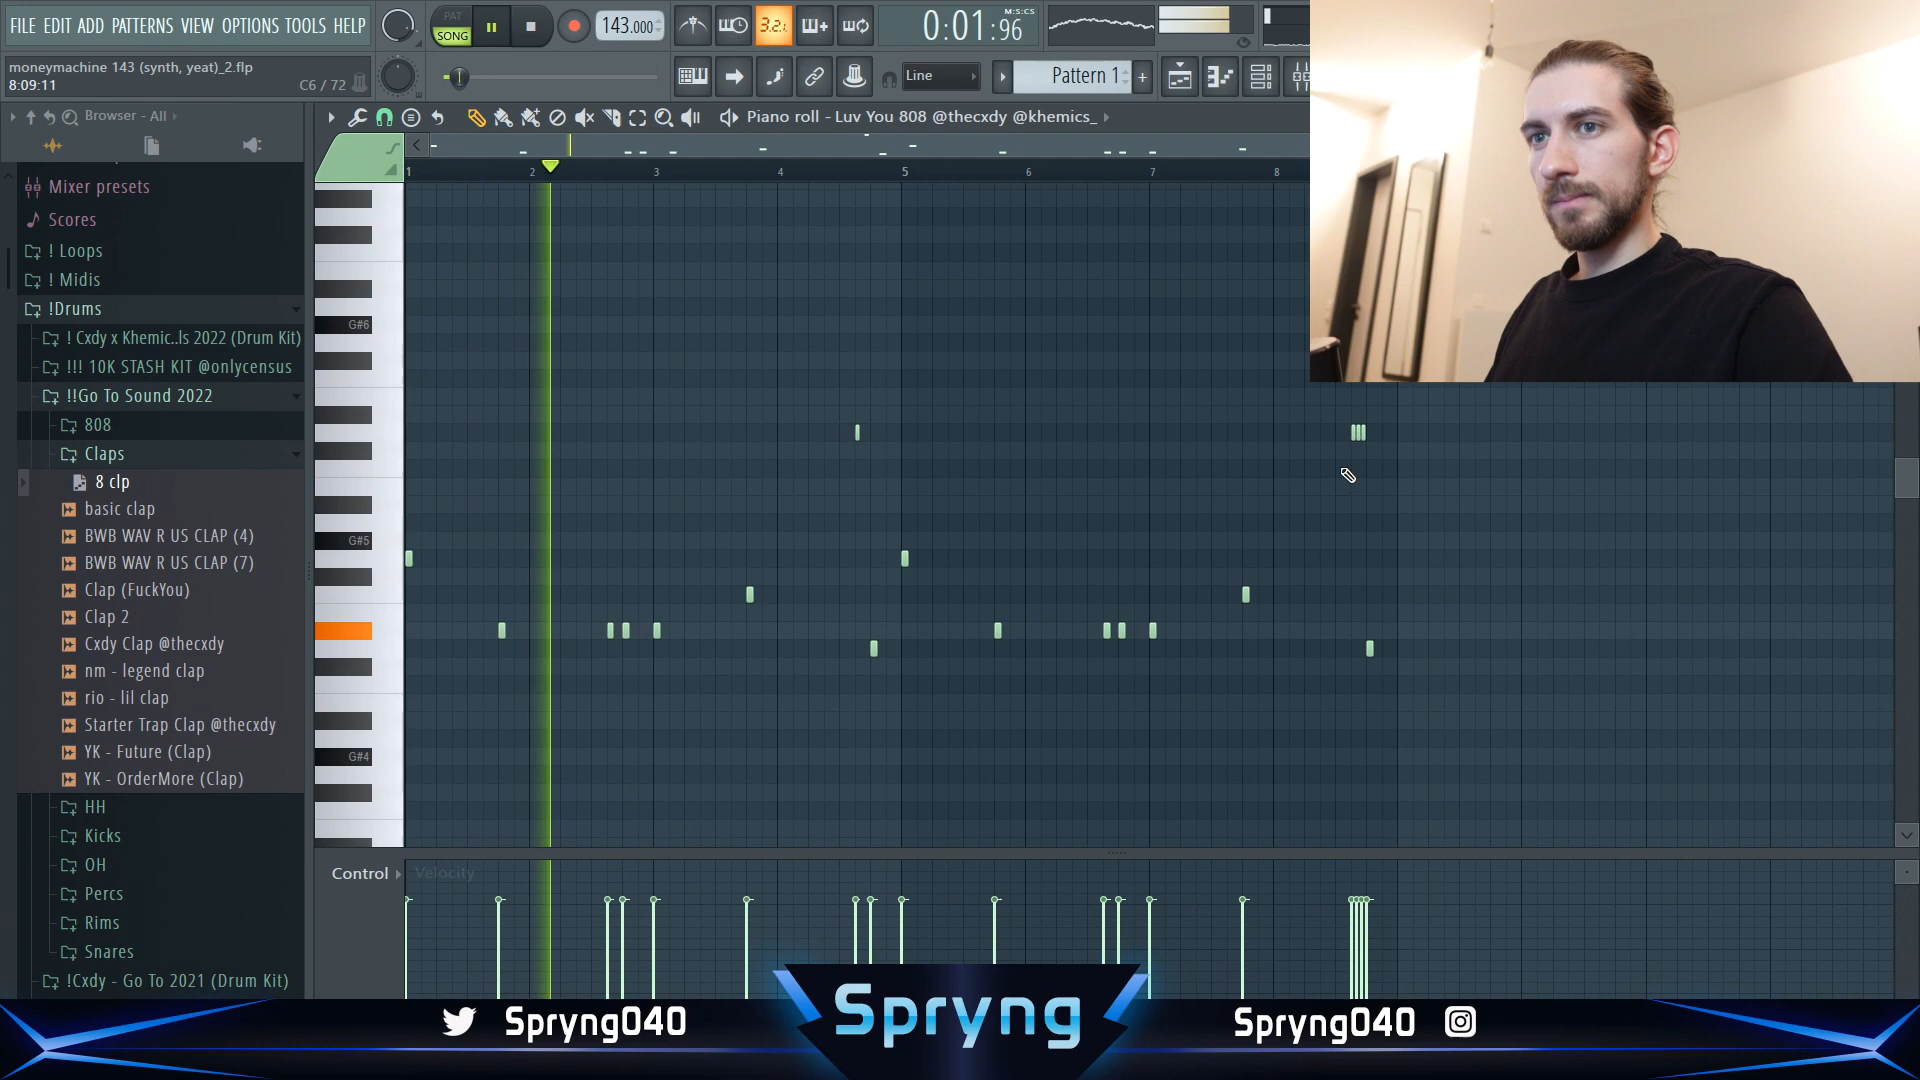 FILE EDIT ADD PATTERNS VIEW OPTIONS TOOLS HELP
moneymachine 143 (synth, yeat)_2.flp
8:09:11
C6 / 72
PAT
SONG
143.000
3.2.
0:01:96
M:S:CS
Line
Pattern 1
Browser - All
Piano roll - Luv You 808 @thecxdy @khemics_
Mixer presets
Scores
! Loops
! Midis
!Drums
! Cxdy x Khemic..ls 2022 (Drum Kit)
!!! 10K STASH KIT @onlycensus
!!Go To Sound 2022
808
Claps
8 clp
basic clap
BWB WAV R US CLAP (4)
BWB WAV R US CLAP (7)
Clap (FuckYou)
Clap 2
Cxdy Clap @thecxdy
nm - legend clap
rio - lil clap
Starter Trap Clap @thecxdy
YK - Future (Clap)
YK - OrderMore (Clap)
HH
Kicks
OH
Percs
Rims
Snares
!Cxdy - Go To 2021 (Drum Kit)
1 2 3 4 5 6 7 8
G#6
G#5
G#4
Control
Velocity
Spryng040
Spryng
Spryng040